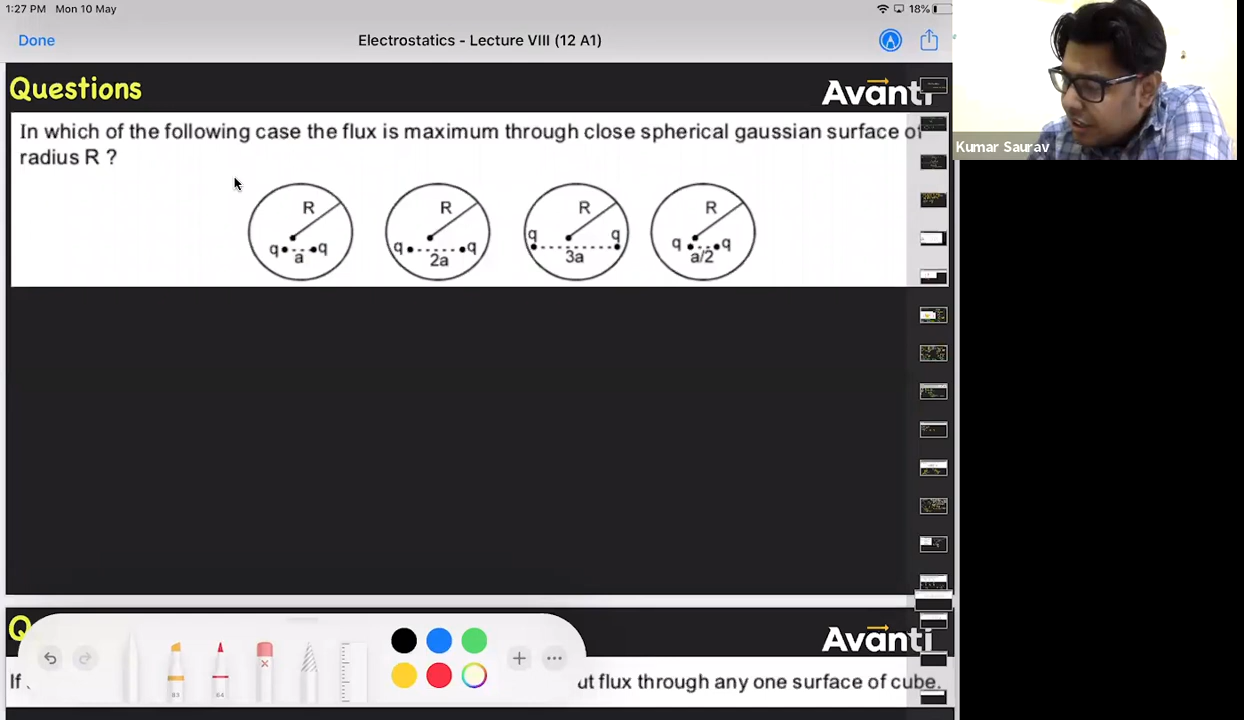 1:27 PM Mon 10 May
18%
Done
Electrostatics - Lecture VIII (12 A1)
Questions
Avanti
In which of the following case the flux is maximum through close spherical gaussian surface of
radius R ?
R R R R
q q q q q q q q
a 2a 3a a/2
Kumar Saurav
Q
Avanti
If
ut flux through any one surface of cube.